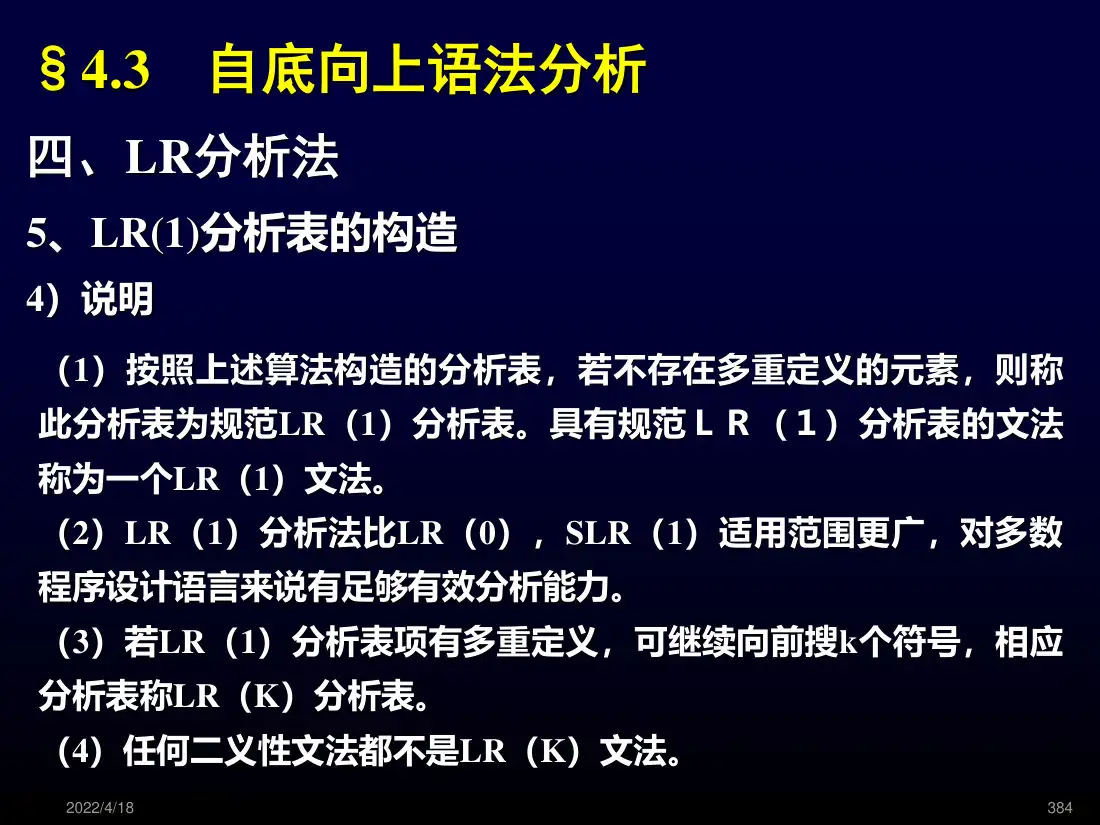 §4.3 自底向上语法分析
四、LR分析法
5、LR(1)分析表的构造
4）说明
（1）按照上述算法构造的分析表，若不存在多重定义的元素，则称
此分析表为规范LR（1）分析表。具有规范ＬＲ（１）分析表的文法
称为一个LR（1）文法。
（2）LR（1）分析法比LR（0），SLR（1）适用范围更广，对多数
程序设计语言来说有足够有效分析能力。
（3）若LR（1）分析表项有多重定义，可继续向前搜k个符号，相应
分析表称LR（K）分析表。
（4）任何二义性文法都不是LR（K）文法。
2022/4/18
384